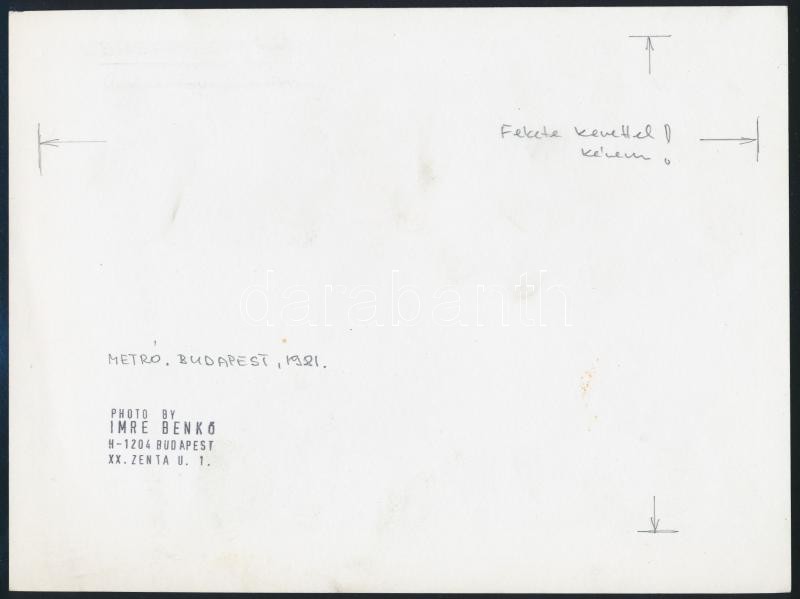 Fekete kerettel!
kérem!
darabanth
METRÓ. BUDAPEST, 1981.
PHOTO BY
IMRE BENKŐ
H-1204 BUDAPEST
XX. ZENTA U. 1.